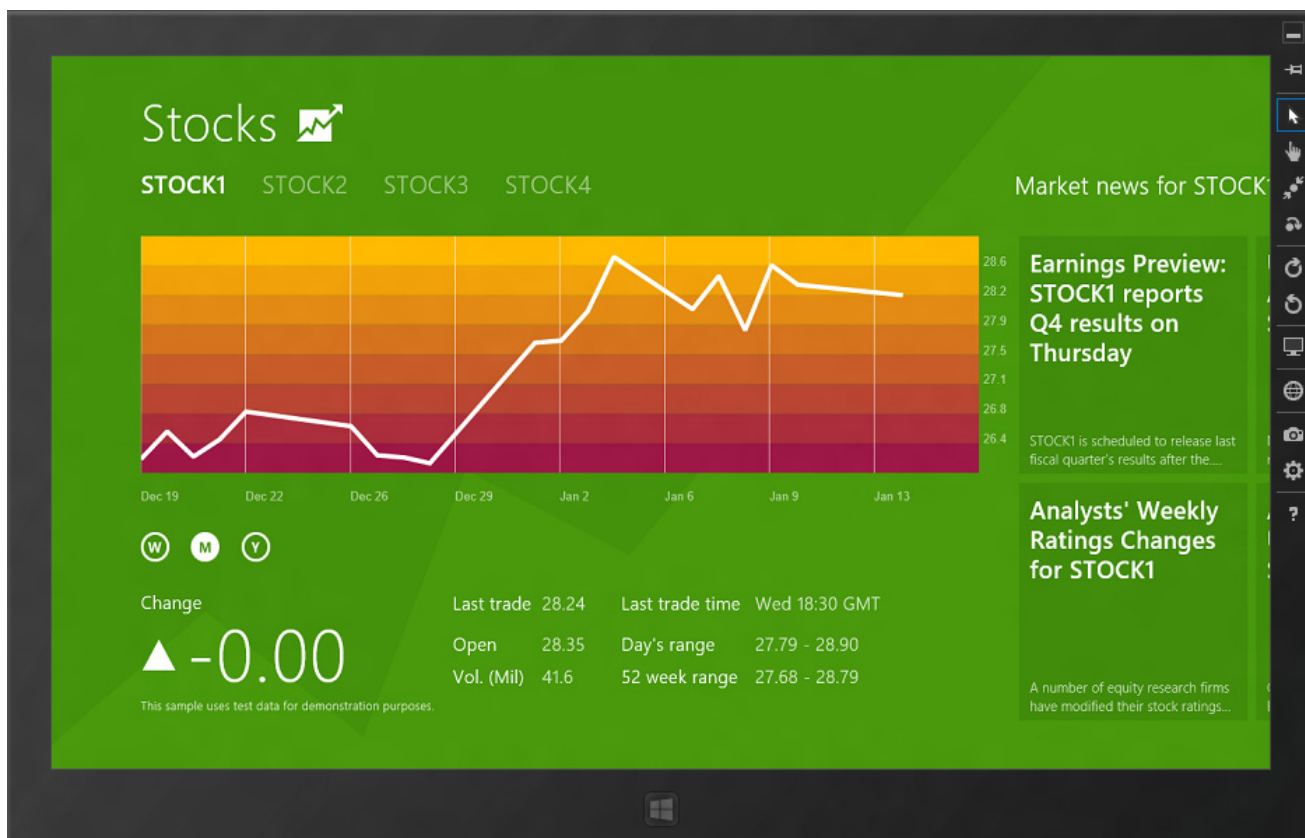 Stocks
STOCK1 STOCK2 STOCK3 STOCK4
28.6
28.2
27.9
27.5
27.1
26.8
26.4
Dec 19 Dec 22 Dec 26 Dec 29 Jan 2 Jan 6 Jan 9 Jan 13
W M Y
Change
-0.00
This sample uses test data for demonstration purposes.
Last trade 28.24 Last trade time Wed 18:30 GMT
Open 28.35 Day's range 27.79 - 28.90
Vol. (Mil) 41.6 52 week range 27.68 - 28.79
Market news for STOCK1
Earnings Preview:
STOCK1 reports
Q4 results on
Thursday
STOCK1 is scheduled to release last
fiscal quarter's results after the....
Analysts' Weekly
Ratings Changes
for STOCK1
A number of equity research firms
have modified their stock ratings...
?